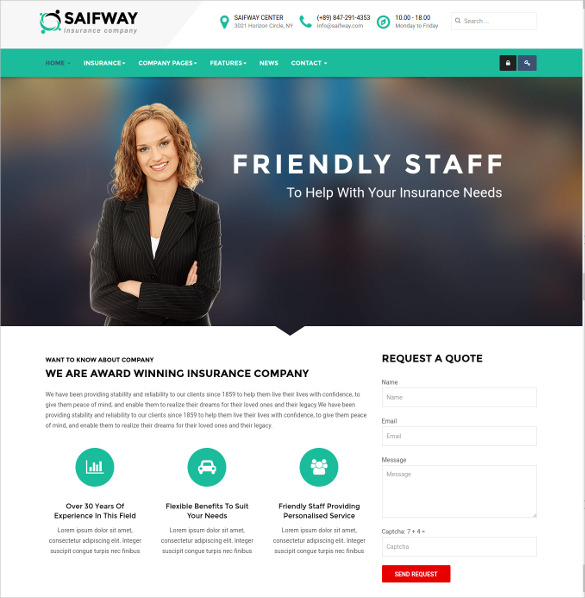 SAIFWAY
insurance company
SAIFWAY CENTER
3021 Horizon Circle, NY
(+89) 847-291-4353
info@saifway.com
10.00 - 18.00
Monday to Friday
Search ...
HOME
INSURANCE
COMPANY PAGES
FEATURES
NEWS
CONTACT
FRIENDLY STAFF
To Help With Your Insurance Needs
WANT TO KNOW ABOUT COMPANY
WE ARE AWARD WINNING INSURANCE COMPANY
We have been providing stability and reliability to our clients since 1859 to help them live their lives with confidence, to
give them peace of mind, and enable them to realize their dreams for their loved ones and their legacy.We have been
providing stability and reliability to our clients since 1859 to help them live their lives with confidence, to give them peace
of mind, and enable them to realize their dreams for their loved ones and their legacy.
Over 30 Years Of
Experience In This Field
Lorem ipsum dolor sit amet,
consectetur adipiscing elit. Integer
suscipit congue turpis nec finibus
Flexible Benefits To Suit
Your Needs
Lorem ipsum dolor sit amet,
consectetur adipiscing elit. Integer
suscipit congue turpis nec finibus
Friendly Staff Providing
Personalised Service
Lorem ipsum dolor sit amet,
consectetur adipiscing elit. Integer
suscipit congue turpis nec finibus
REQUEST A QUOTE
Name
Name
Email
Email
Message
Message
Captcha: 7 + 4 =
Captcha
SEND REQUEST